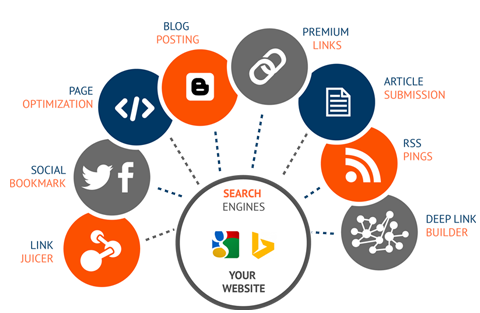 BLOG
POSTING
PREMIUM
LINKS
PAGE
OPTIMIZATION
ARTICLE
SUBMISSION
SOCIAL
BOOKMARK
RSS
PINGS
LINK
JUICER
DEEP LINK
BUILDER
SEARCH
ENGINES
YOUR
WEBSITE